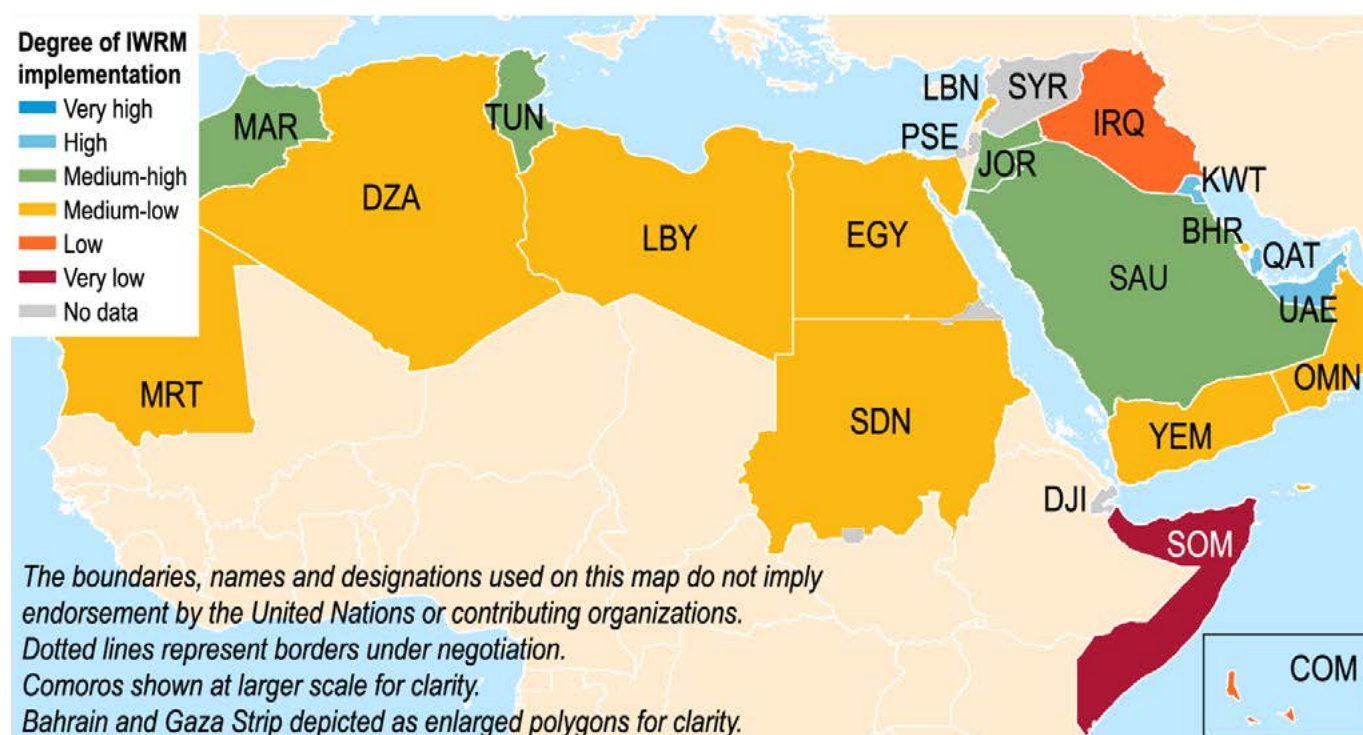 Degree of IWRM
implementation
Very high
High
Medium-high
Medium-low
Low
Very low
No data
MAR
TUN
DZA
LBY
EGY
MRT
SDN
LBN
SYR
PSE
JOR
IRQ
KWT
BHR
QAT
SAU
UAE
OMN
YEM
DJI
SOM
COM
The boundaries, names and designations used on this map do not imply
endorsement by the United Nations or contributing organizations.
Dotted lines represent borders under negotiation.
Comoros shown at larger scale for clarity.
Bahrain and Gaza Strip depicted as enlarged polygons for clarity.